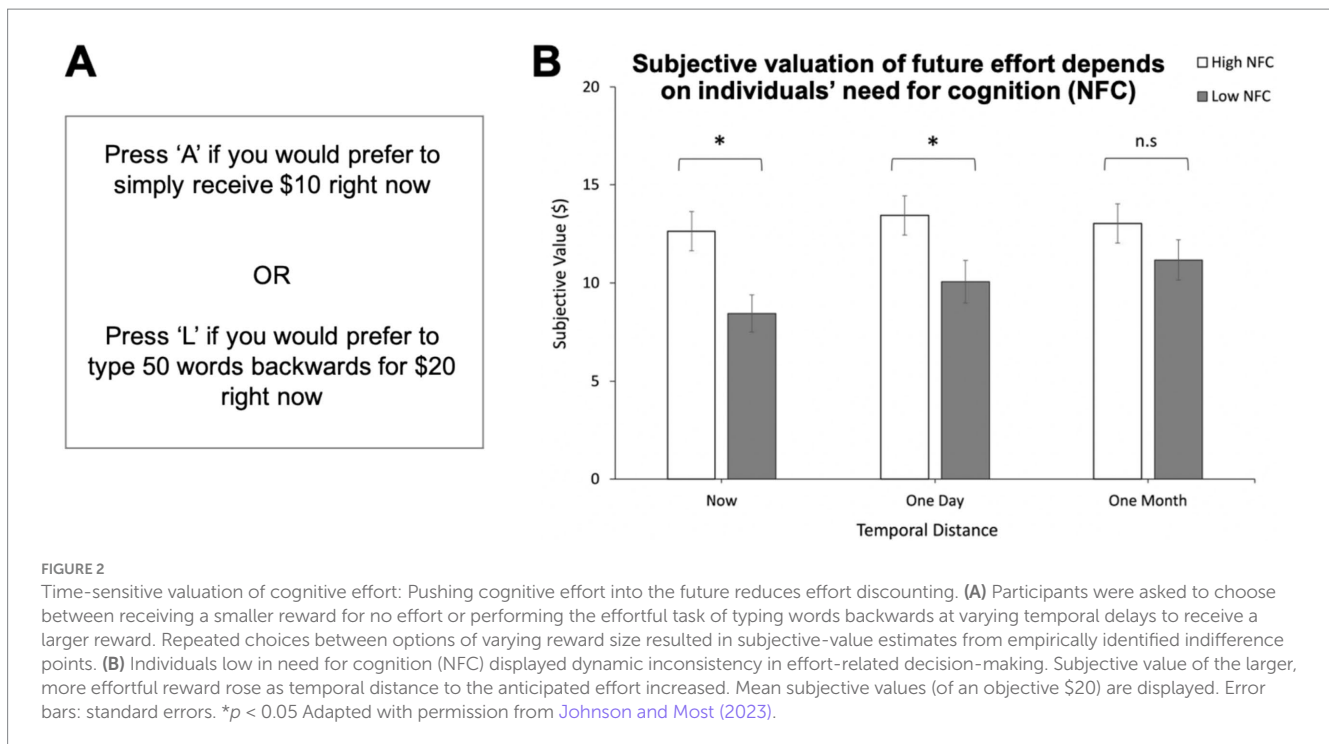 A
Press ‘A’ if you would prefer to
simply receive $10 right now
OR
Press ‘L’ if you would prefer to
type 50 words backwards for $20
right now
B
Subjective valuation of future effort depends
on individuals’ need for cognition (NFC)
High NFC
Low NFC
20
15
10
5
0
Subjective Value ($)
*
*
n.s
Now
One Day
One Month
Temporal Distance
FIGURE 2
Time-sensitive valuation of cognitive effort: Pushing cognitive effort into the future reduces effort discounting. (A) Participants were asked to choose
between receiving a smaller reward for no effort or performing the effortful task of typing words backwards at varying temporal delays to receive a
larger reward. Repeated choices between options of varying reward size resulted in subjective-value estimates from empirically identified indifference
points. (B) Individuals low in need for cognition (NFC) displayed dynamic inconsistency in effort-related decision-making. Subjective value of the larger,
more effortful reward rose as temporal distance to the anticipated effort increased. Mean subjective values (of an objective $20) are displayed. Error
bars: standard errors. *p < 0.05 Adapted with permission from Johnson and Most (2023).